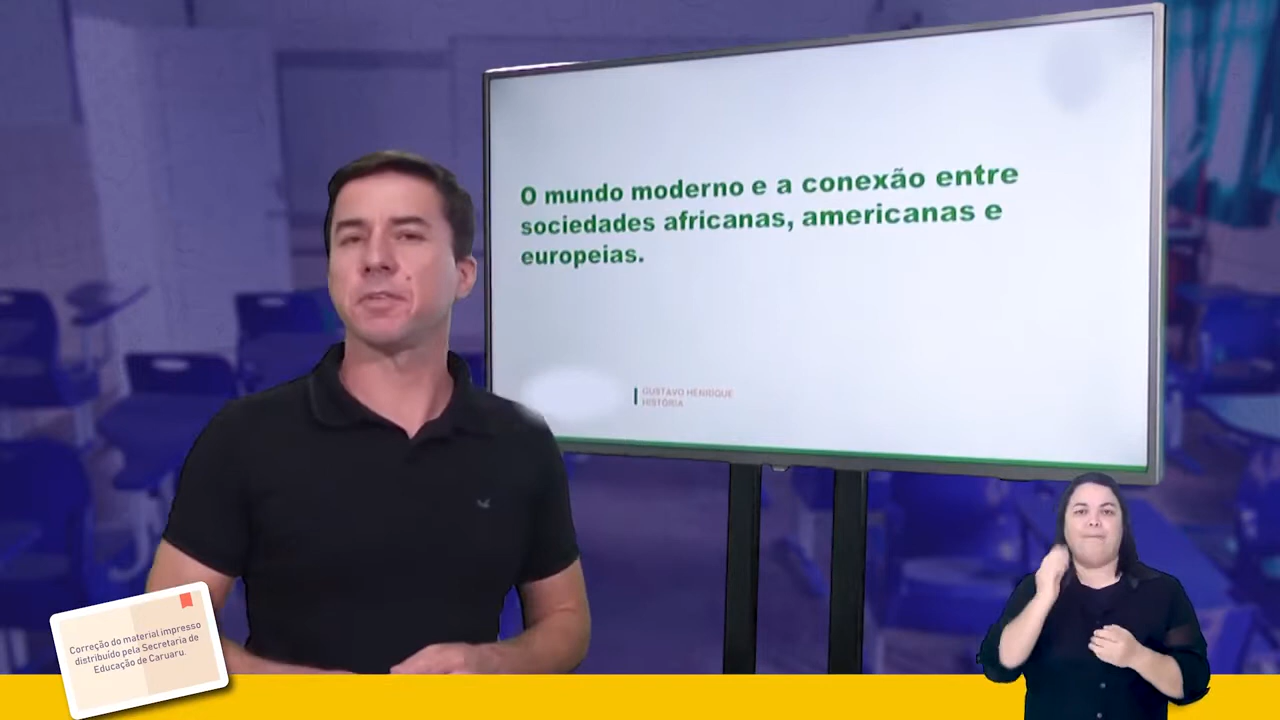 O mundo moderno e a conexão entre
sociedades africanas, americanas e
europeias.
GUSTAVO HENRIQUE
HISTÓRIA
Correção do material impresso
distribuído pela Secretaria de
Educação de Caruaru.